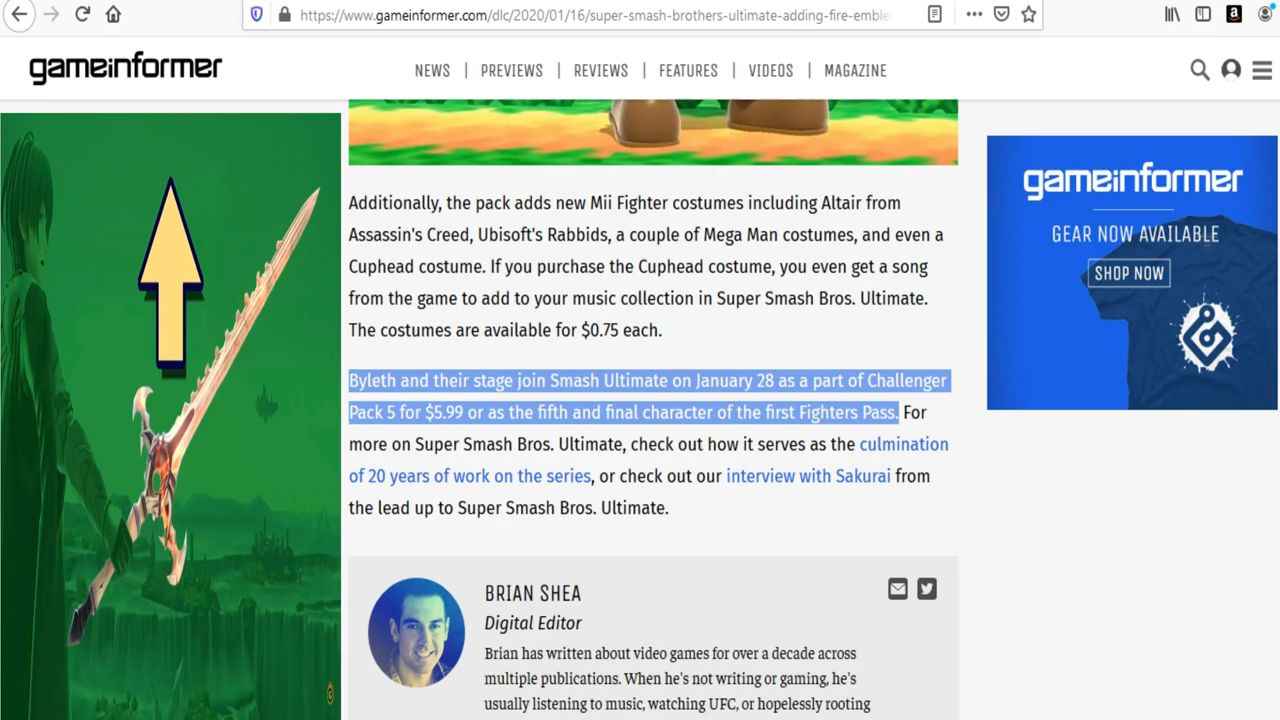 https://www.gameinformer.com/dlc/2020/01/16/super-smash-brothers-ultimate-adding-fire-emble
gameinformer
NEWS | PREVIEWS | REVIEWS | FEATURES | VIDEOS | MAGAZINE
Additionally, the pack adds new Mii Fighter costumes including Altair from
Assassin's Creed, Ubisoft's Rabbids, a couple of Mega Man costumes, and even a
Cuphead costume. If you purchase the Cuphead costume, you even get a song
from the game to add to your music collection in Super Smash Bros. Ultimate.
The costumes are available for $0.75 each.
Byleth and their stage join Smash Ultimate on January 28 as a part of Challenger
Pack 5 for $5.99 or as the fifth and final character of the first Fighters Pass. For
more on Super Smash Bros. Ultimate, check out how it serves as the culmination
of 20 years of work on the series, or check out our interview with Sakurai from
the lead up to Super Smash Bros. Ultimate.
BRIAN SHEA
Digital Editor
Brian has written about video games for over a decade across
multiple publications. When he's not writing or gaming, he's
usually listening to music, watching UFC, or hopelessly rooting
gameinformer
GEAR NOW AVAILABLE
SHOP NOW